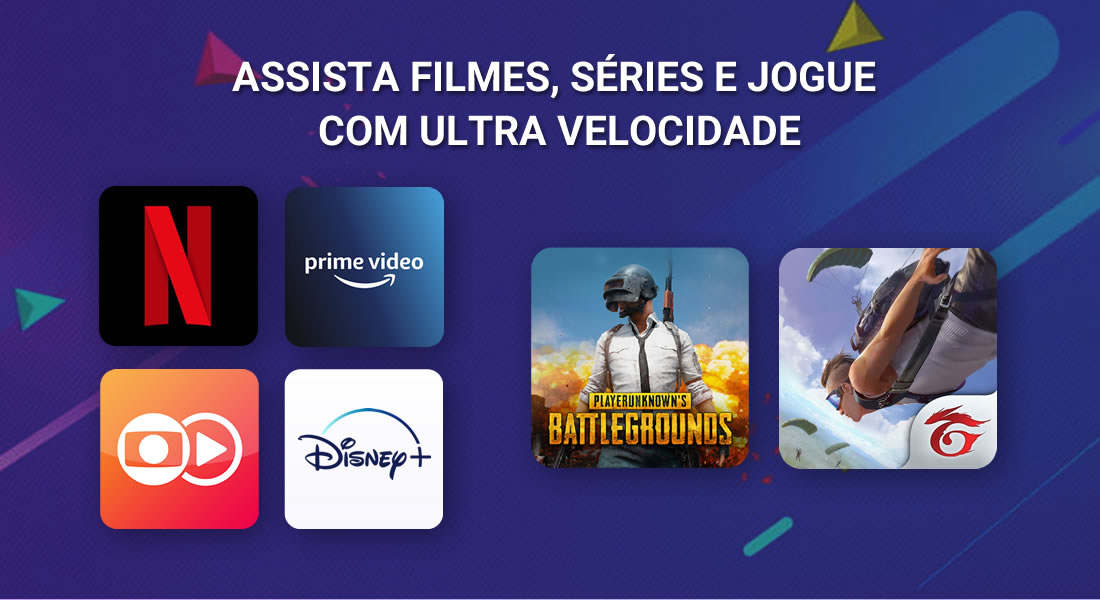 ASSISTA FILMES, SÉRIES E JOGUE
COM ULTRA VELOCIDADE
N
prime video
Disney+
PLAYERUNKNOWN'S
BATTLEGROUNDS